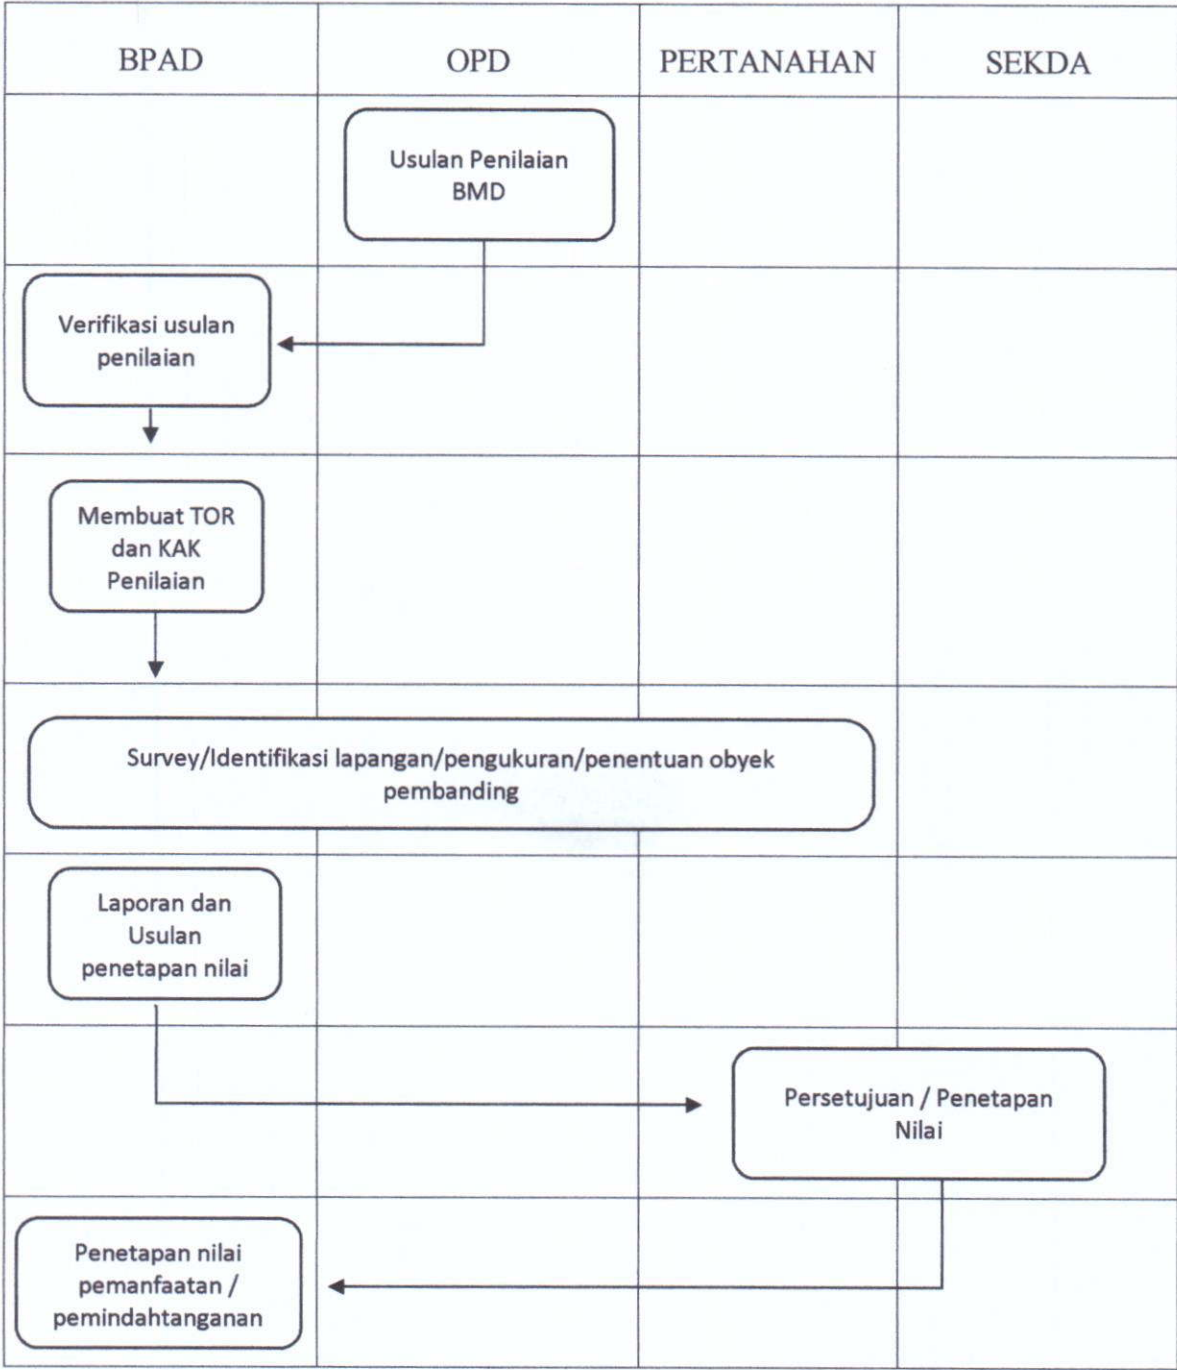 BPAD
OPD
PERTANAHAN
SEKDA
Usulan Penilaian
BMD
Verifikasi usulan
penilaian
Membuat TOR
dan KAK
Penilaian
Survey/Identifikasi lapangan/pengukuran/penentuan obyek
pembanding
Laporan dan
Usulan
penetapan nilai
Persetujuan / Penetapan
Nilai
Penetapan nilai
pemanfaatan /
pemindahtanganan